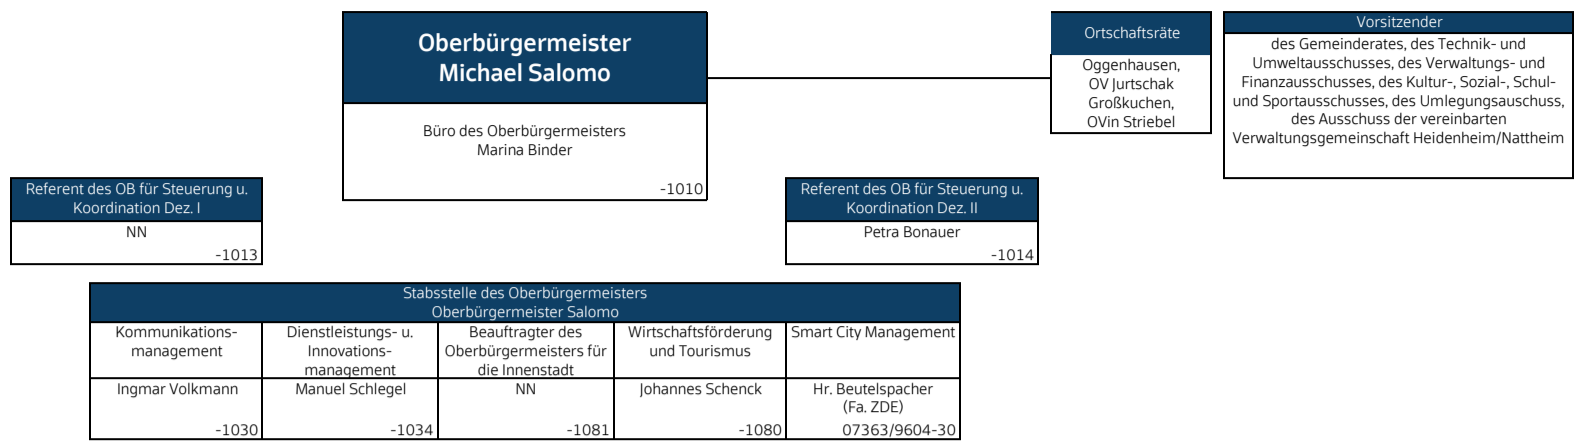 Oberbürgermeister
Michael Salomo
Büro des Oberbürgermeisters
Marina Binder
-1010
Ortschaftsräte
Oggenhausen,
OV Jurtschak
Großkuchen,
OVin Striebel
Vorsitzender
des Gemeinderates, des Technik- und
Umweltausschusses, des Verwaltungs- und
Finanzausschusses, des Kultur-, Sozial-, Schul-
und Sportausschusses, des Umlegungsauschuss,
des Ausschuss der vereinbarten
Verwaltungsgemeinschaft Heidenheim/Nattheim
Referent des OB für Steuerung u.
Koordination Dez. I
NN
-1013
Referent des OB für Steuerung u.
Koordination Dez. II
Petra Bonauer
-1014
Stabsstelle des Oberbürgermeisters
Oberbürgermeister Salomo
Kommunikations-
management
Ingmar Volkmann
-1030
Dienstleistungs- u.
Innovations-
management
Manuel Schlegel
-1034
Beauftragter des
Oberbürgermeisters für
die Innenstadt
NN
-1081
Wirtschaftsförderung
und Tourismus
Johannes Schenck
-1080
Smart City Management
Hr. Beutelspacher
(Fa. ZDE)
07363/9604-30